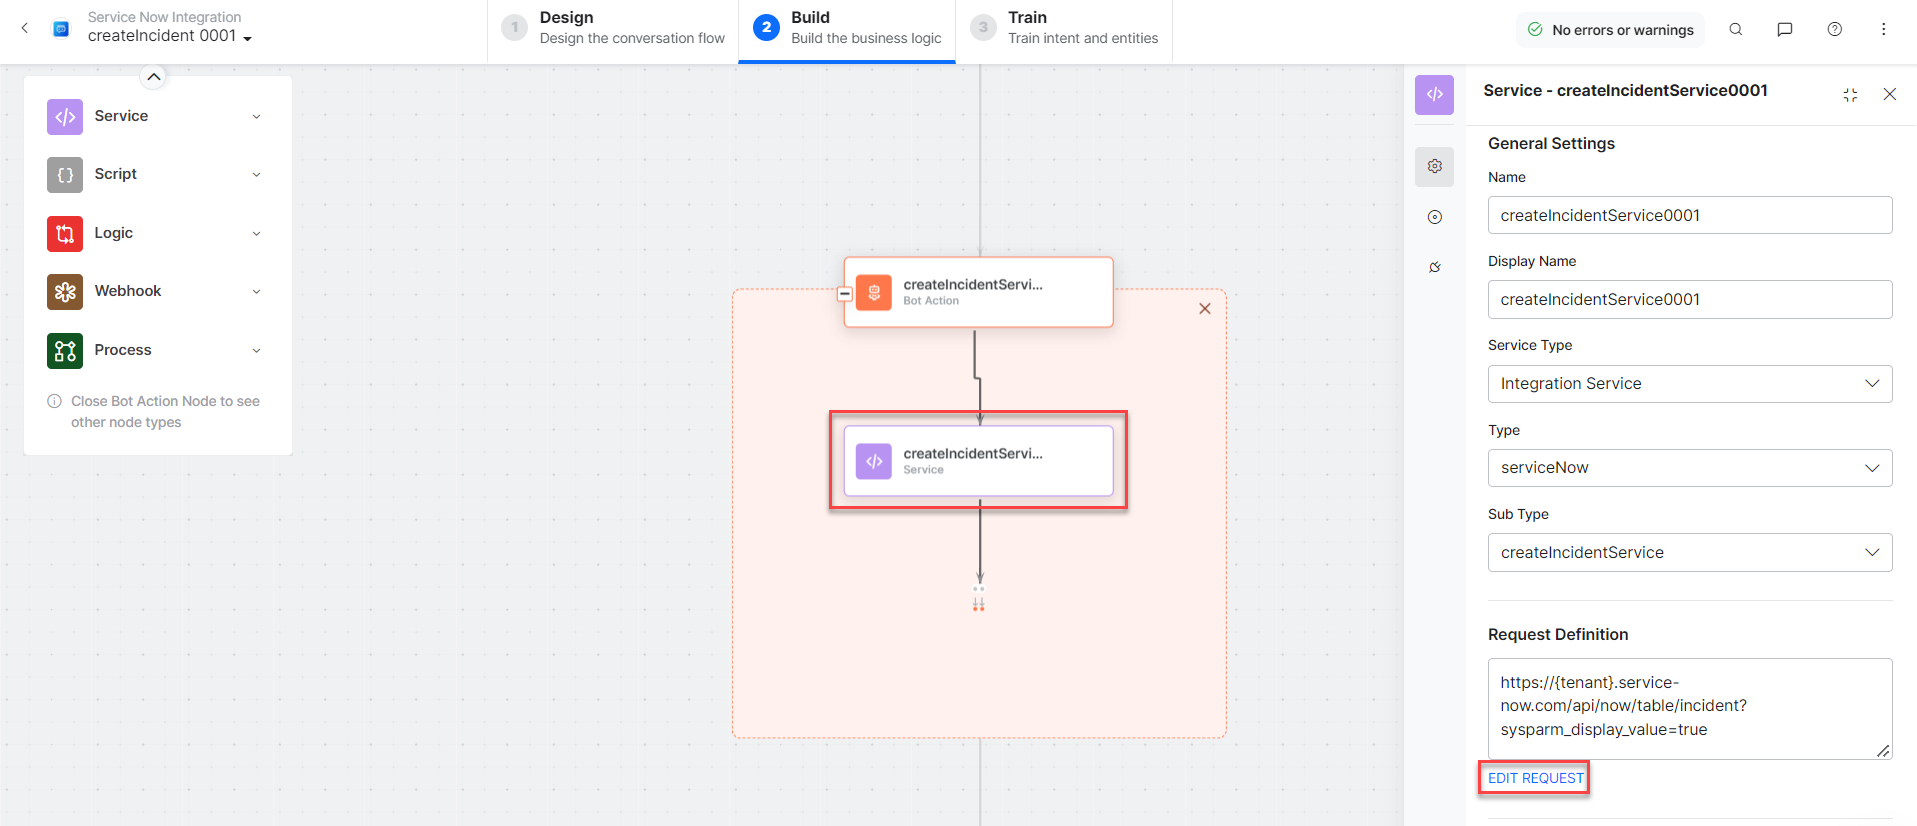 Service Now Integration
createIncident 0001
1
Design
Design the conversation flow
2
Build
Build the business logic
3
Train
Train intent and entities
No errors or warnings
Service
Script
Logic
Webhook
Process
Close Bot Action Node to see
other node types
createIncidentServi...
Bot Action
createIncidentServi...
Service
Service - createIncidentService0001
General Settings
Name
createIncidentService0001
Display Name
createIncidentService0001
Service Type
Integration Service
Type
serviceNow
Sub Type
createIncidentService
Request Definition
https://{tenant}.service-
now.com/api/now/table/incident?
sysparm_display_value=true
EDIT REQUEST